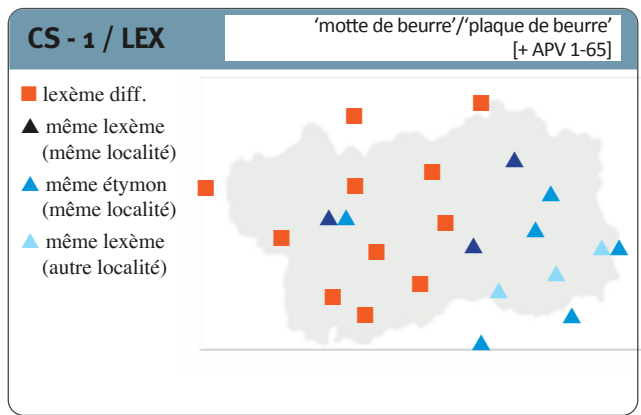 CS - 1 / LEX
‘motte de beurre’/‘plaque de beurre’
[+ APV 1-65]
lexème diff.
même lexème
(même localité)
même étymon
(même localité)
même lexème
(autre localité)